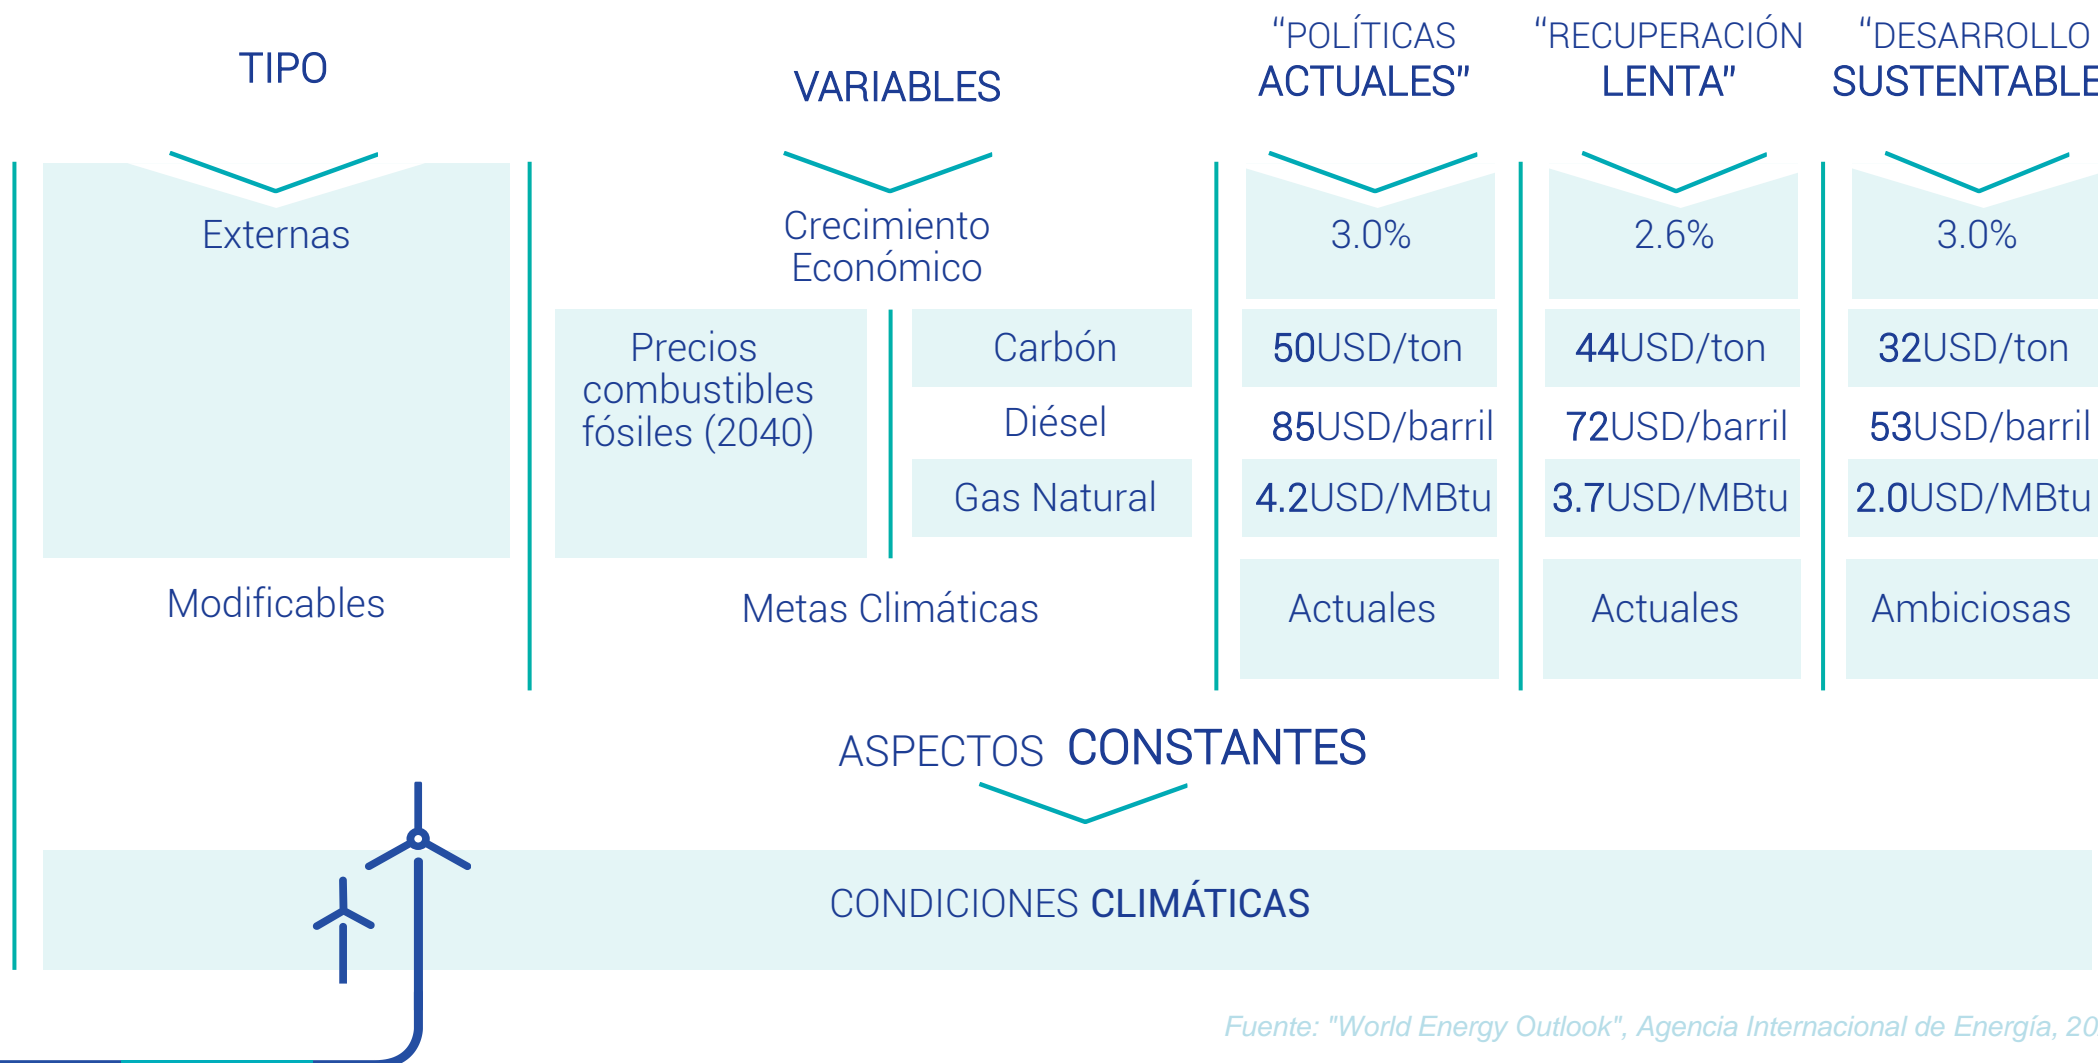 TIPO
VARIABLES
“POLÍTICAS
ACTUALES”
“RECUPERACIÓN
LENTA”
“DESARROLLO
SUSTENTABLE
Externas
Crecimiento
Económico
3.0%
2.6%
3.0%
Precios
combustibles
fósiles (2040)
Carbón
50USD/ton
44USD/ton
32USD/ton
Diésel
85USD/barril
72USD/barril
53USD/barril
Gas Natural
4.2USD/MBtu
3.7USD/MBtu
2.0USD/MBtu
Modificables
Metas Climáticas
Actuales
Actuales
Ambiciosas
ASPECTOS CONSTANTES
CONDICIONES CLIMÁTICAS
Fuente: "World Energy Outlook", Agencia Internacional de Energía, 20